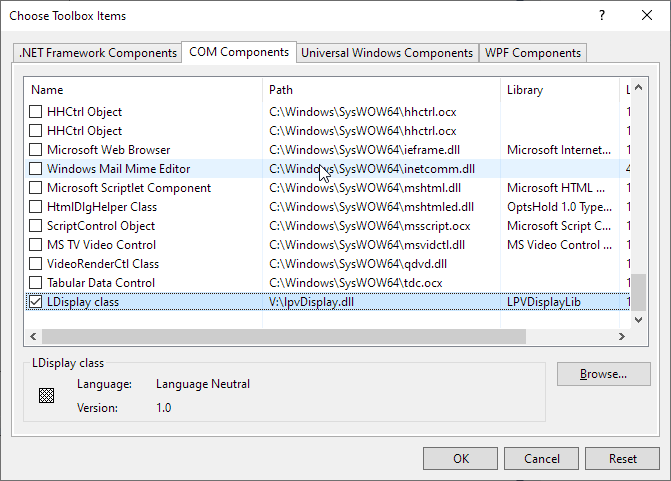 Choose Toolbox Items
.NET Framework Components COM Components Universal Windows Components WPF Components
Name Path Library
HHCtrl Object C:\Windows\SysWOW64\hhctrl.ocx 1
HHCtrl Object C:\Windows\SysWOW64\hhctrl.ocx 1
Microsoft Web Browser C:\Windows\SysWOW64\ieframe.dll Microsoft Internet... 1
Windows Mail Mime Editor C:\Windows\SysWOW64\inetcomm.dll 4
Microsoft Scriptlet Component C:\Windows\SysWOW64\mshtml.dll Microsoft HTML ... 1
HtmlDlgHelper Class C:\Windows\SysWOW64\mshtmled.dll OptsHold 1.0 Type... 1
ScriptControl Object C:\Windows\SysWOW64\msscript.ocx Microsoft Script C... 1
MS TV Video Control C:\Windows\SysWOW64\msvidctl.dll MS Video Control ... 1
VideoRenderCtl Class C:\Windows\SysWOW64\qdvd.dll 1
Tabular Data Control C:\Windows\SysWOW64\tdc.ocx 1
LDisplay class V:\lpvDisplay.dll LPVDisplayLib 1
LDisplay class
Language: Language Neutral
Version: 1.0
Browse...
OK Cancel Reset